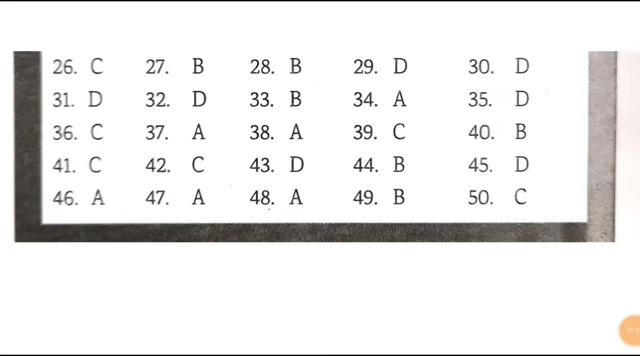 26. C 27. B 28. B 29. D 30. D
31. D 32. D 33. B 34. A 35. D
36. C 37. A 38. A 39. C 40. B
41. C 42. C 43. D 44. B 45. D
46. A 47. A 48. A 49. B 50. C